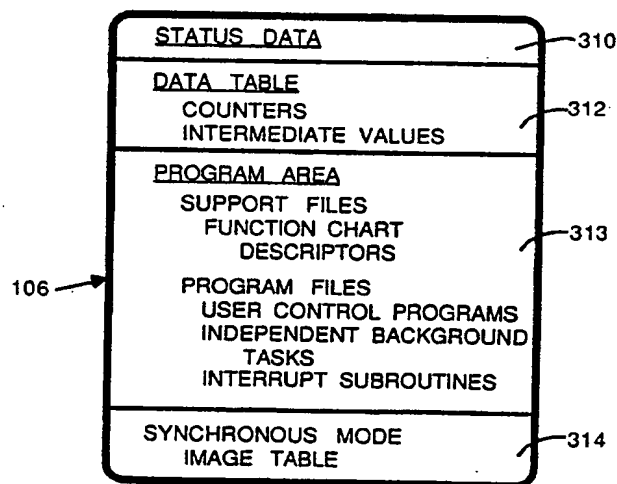 STATUS DATA
310
DATA TABLE
COUNTERS
INTERMEDIATE VALUES
312
PROGRAM AREA
SUPPORT FILES
FUNCTION CHART
DESCRIPTORS
313
106
PROGRAM FILES
USER CONTROL PROGRAMS
INDEPENDENT BACKGROUND
TASKS
INTERRUPT SUBROUTINES
SYNCHRONOUS MODE
IMAGE TABLE
314